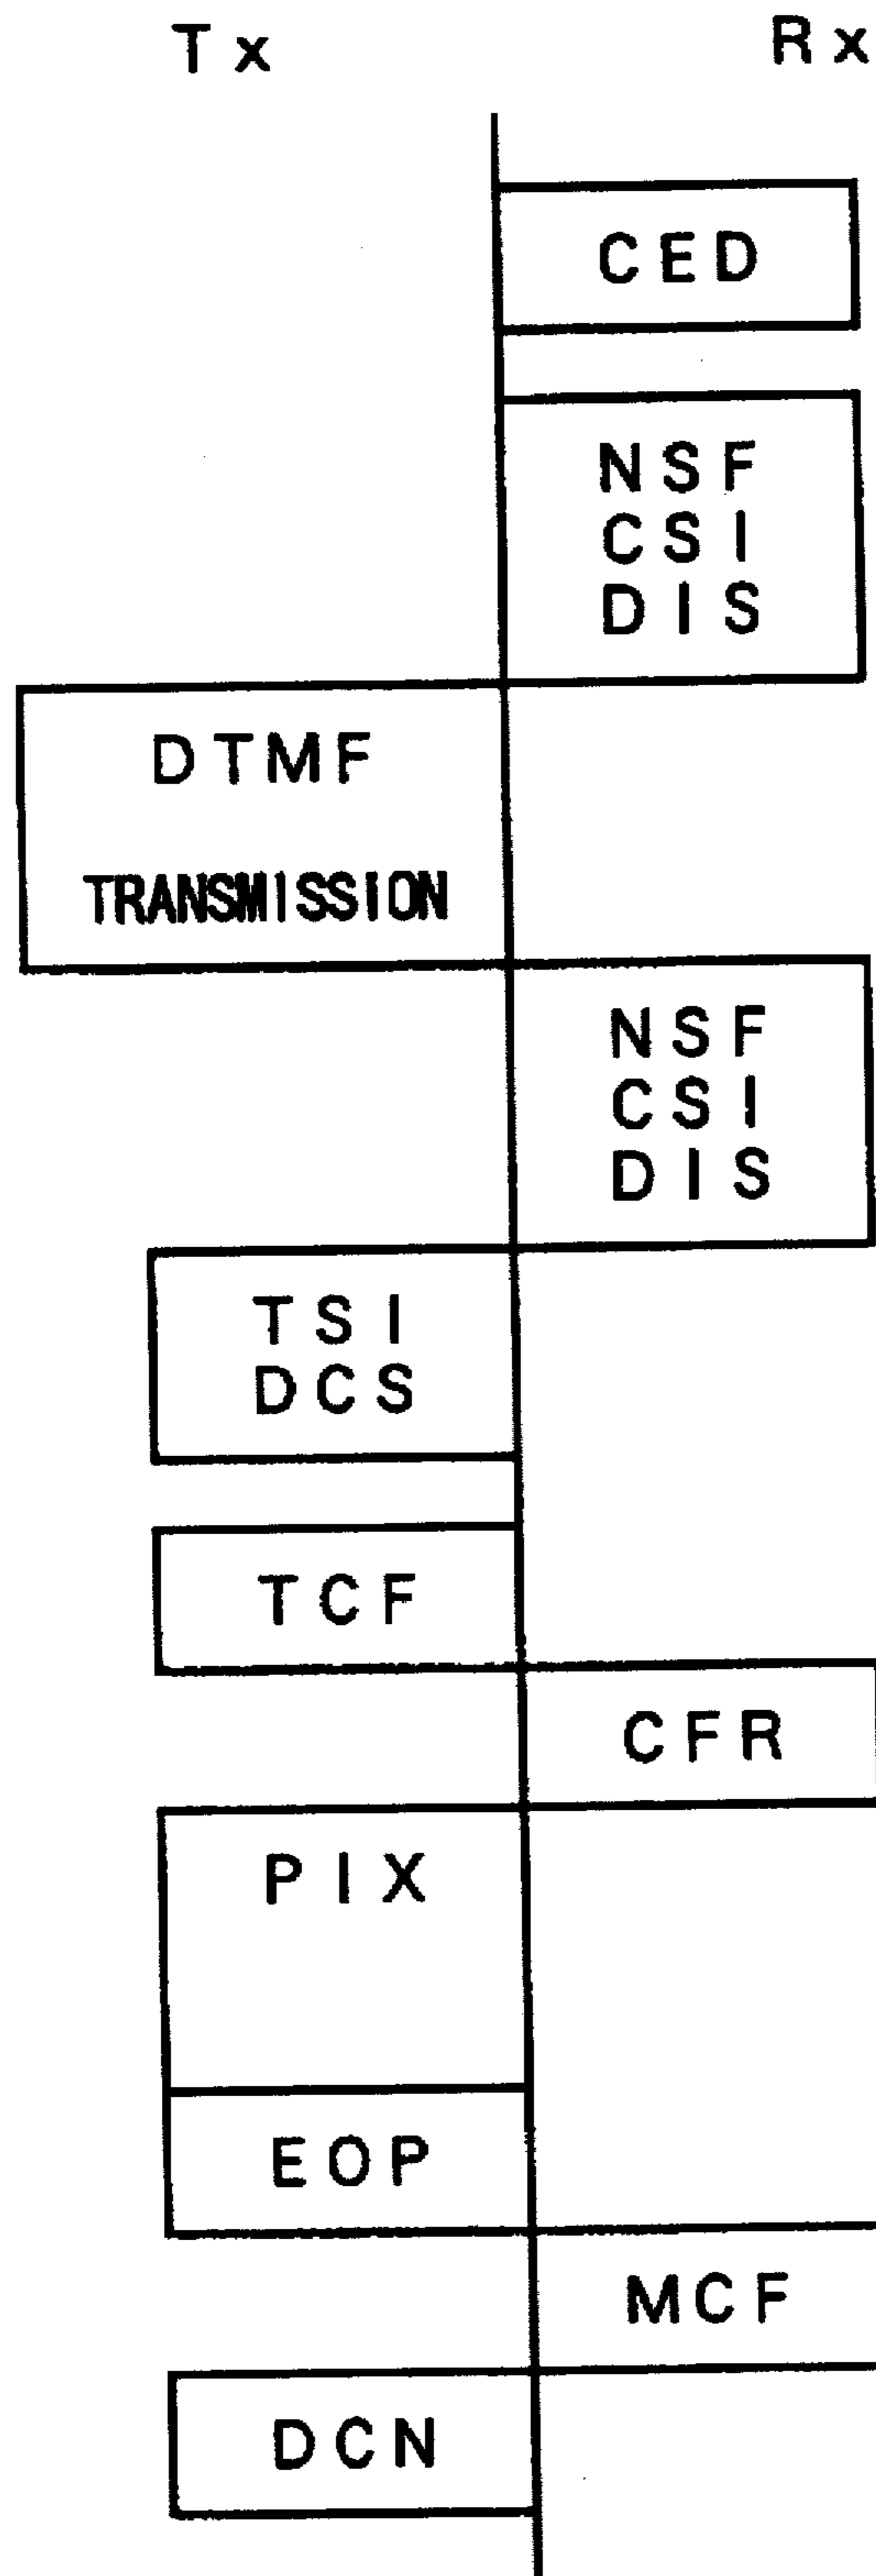 Tx Rx
CED
NSF
CSI
DIS
DTMF
TRANSMISSION
NSF
CSI
DIS
TSI
DCS
TCF
CFR
PIX
EOP
MCF
DCN